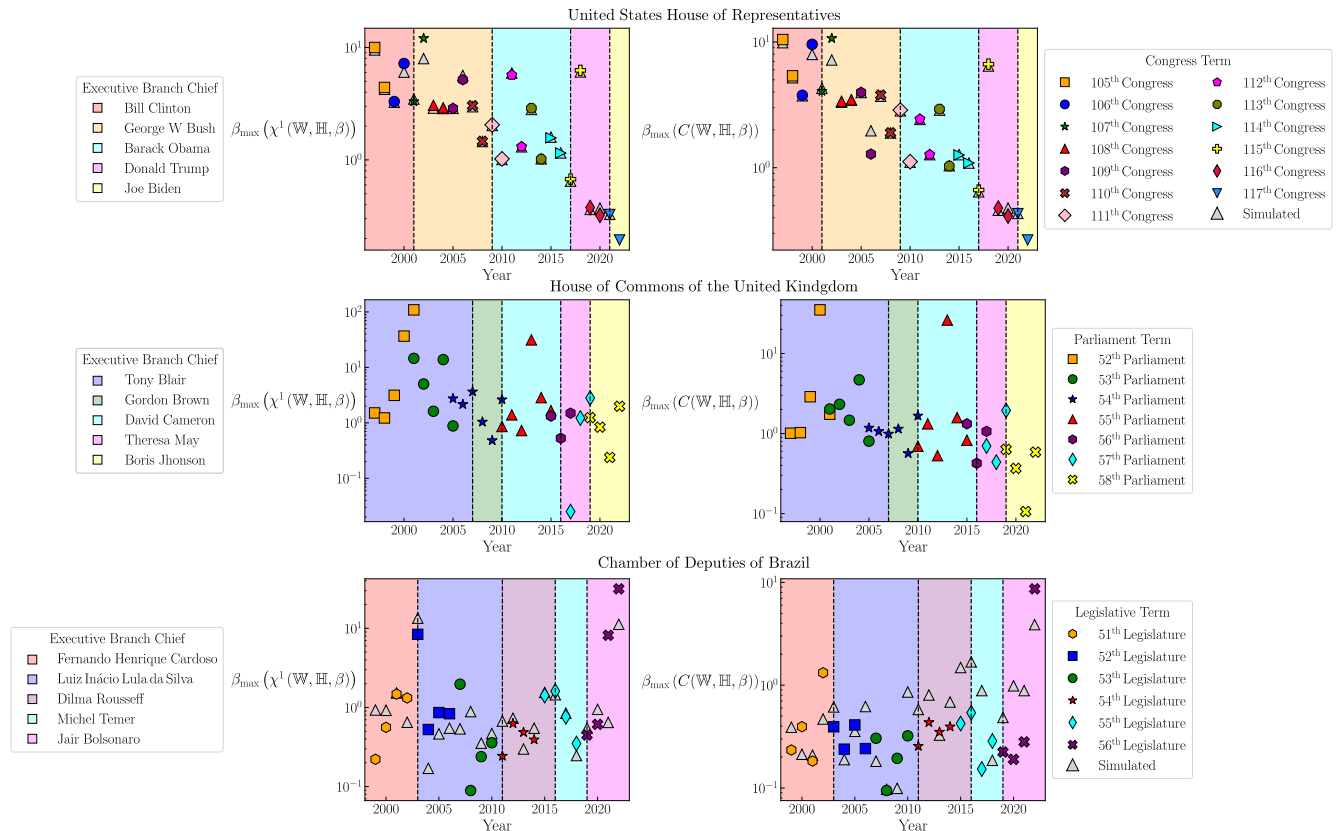 United States House of Representatives
Executive Branch Chief
Bill Clinton
George W Bush
Barack Obama
Donald Trump
Joe Biden
β_max (χ¹(𝕎, ℍ, β))
10¹
10⁰
2000 2005 2010 2015 2020
Year
β_max (C(𝕎, ℍ, β))
10¹
10⁰
2000 2005 2010 2015 2020
Year
Congress Term
105th Congress
106th Congress
107th Congress
108th Congress
109th Congress
110th Congress
111th Congress
112th Congress
113th Congress
114th Congress
115th Congress
116th Congress
117th Congress
Simulated
House of Commons of the United Kindgdom
Executive Branch Chief
Tony Blair
Gordon Brown
David Cameron
Theresa May
Boris Jhonson
β_max (χ¹(𝕎, ℍ, β))
10²
10¹
10⁰
10⁻¹
2000 2005 2010 2015 2020
Year
β_max (C(𝕎, ℍ, β))
10¹
10⁰
10⁻¹
2000 2005 2010 2015 2020
Year
Parliament Term
52th Parliament
53th Parliament
54th Parliament
55th Parliament
56th Parliament
57th Parliament
58th Parliament
Chamber of Deputies of Brazil
Executive Branch Chief
Fernando Henrique Cardoso
Luiz Inácio Lula da Silva
Dilma Rousseff
Michel Temer
Jair Bolsonaro
β_max (χ¹(𝕎, ℍ, β))
10¹
10⁰
10⁻¹
2000 2005 2010 2015 2020
Year
β_max (C(𝕎, ℍ, β))
10¹
10⁰
10⁻¹
2000 2005 2010 2015 2020
Year
Legislative Term
51th Legislature
52th Legislature
53th Legislature
54th Legislature
55th Legislature
56th Legislature
Simulated